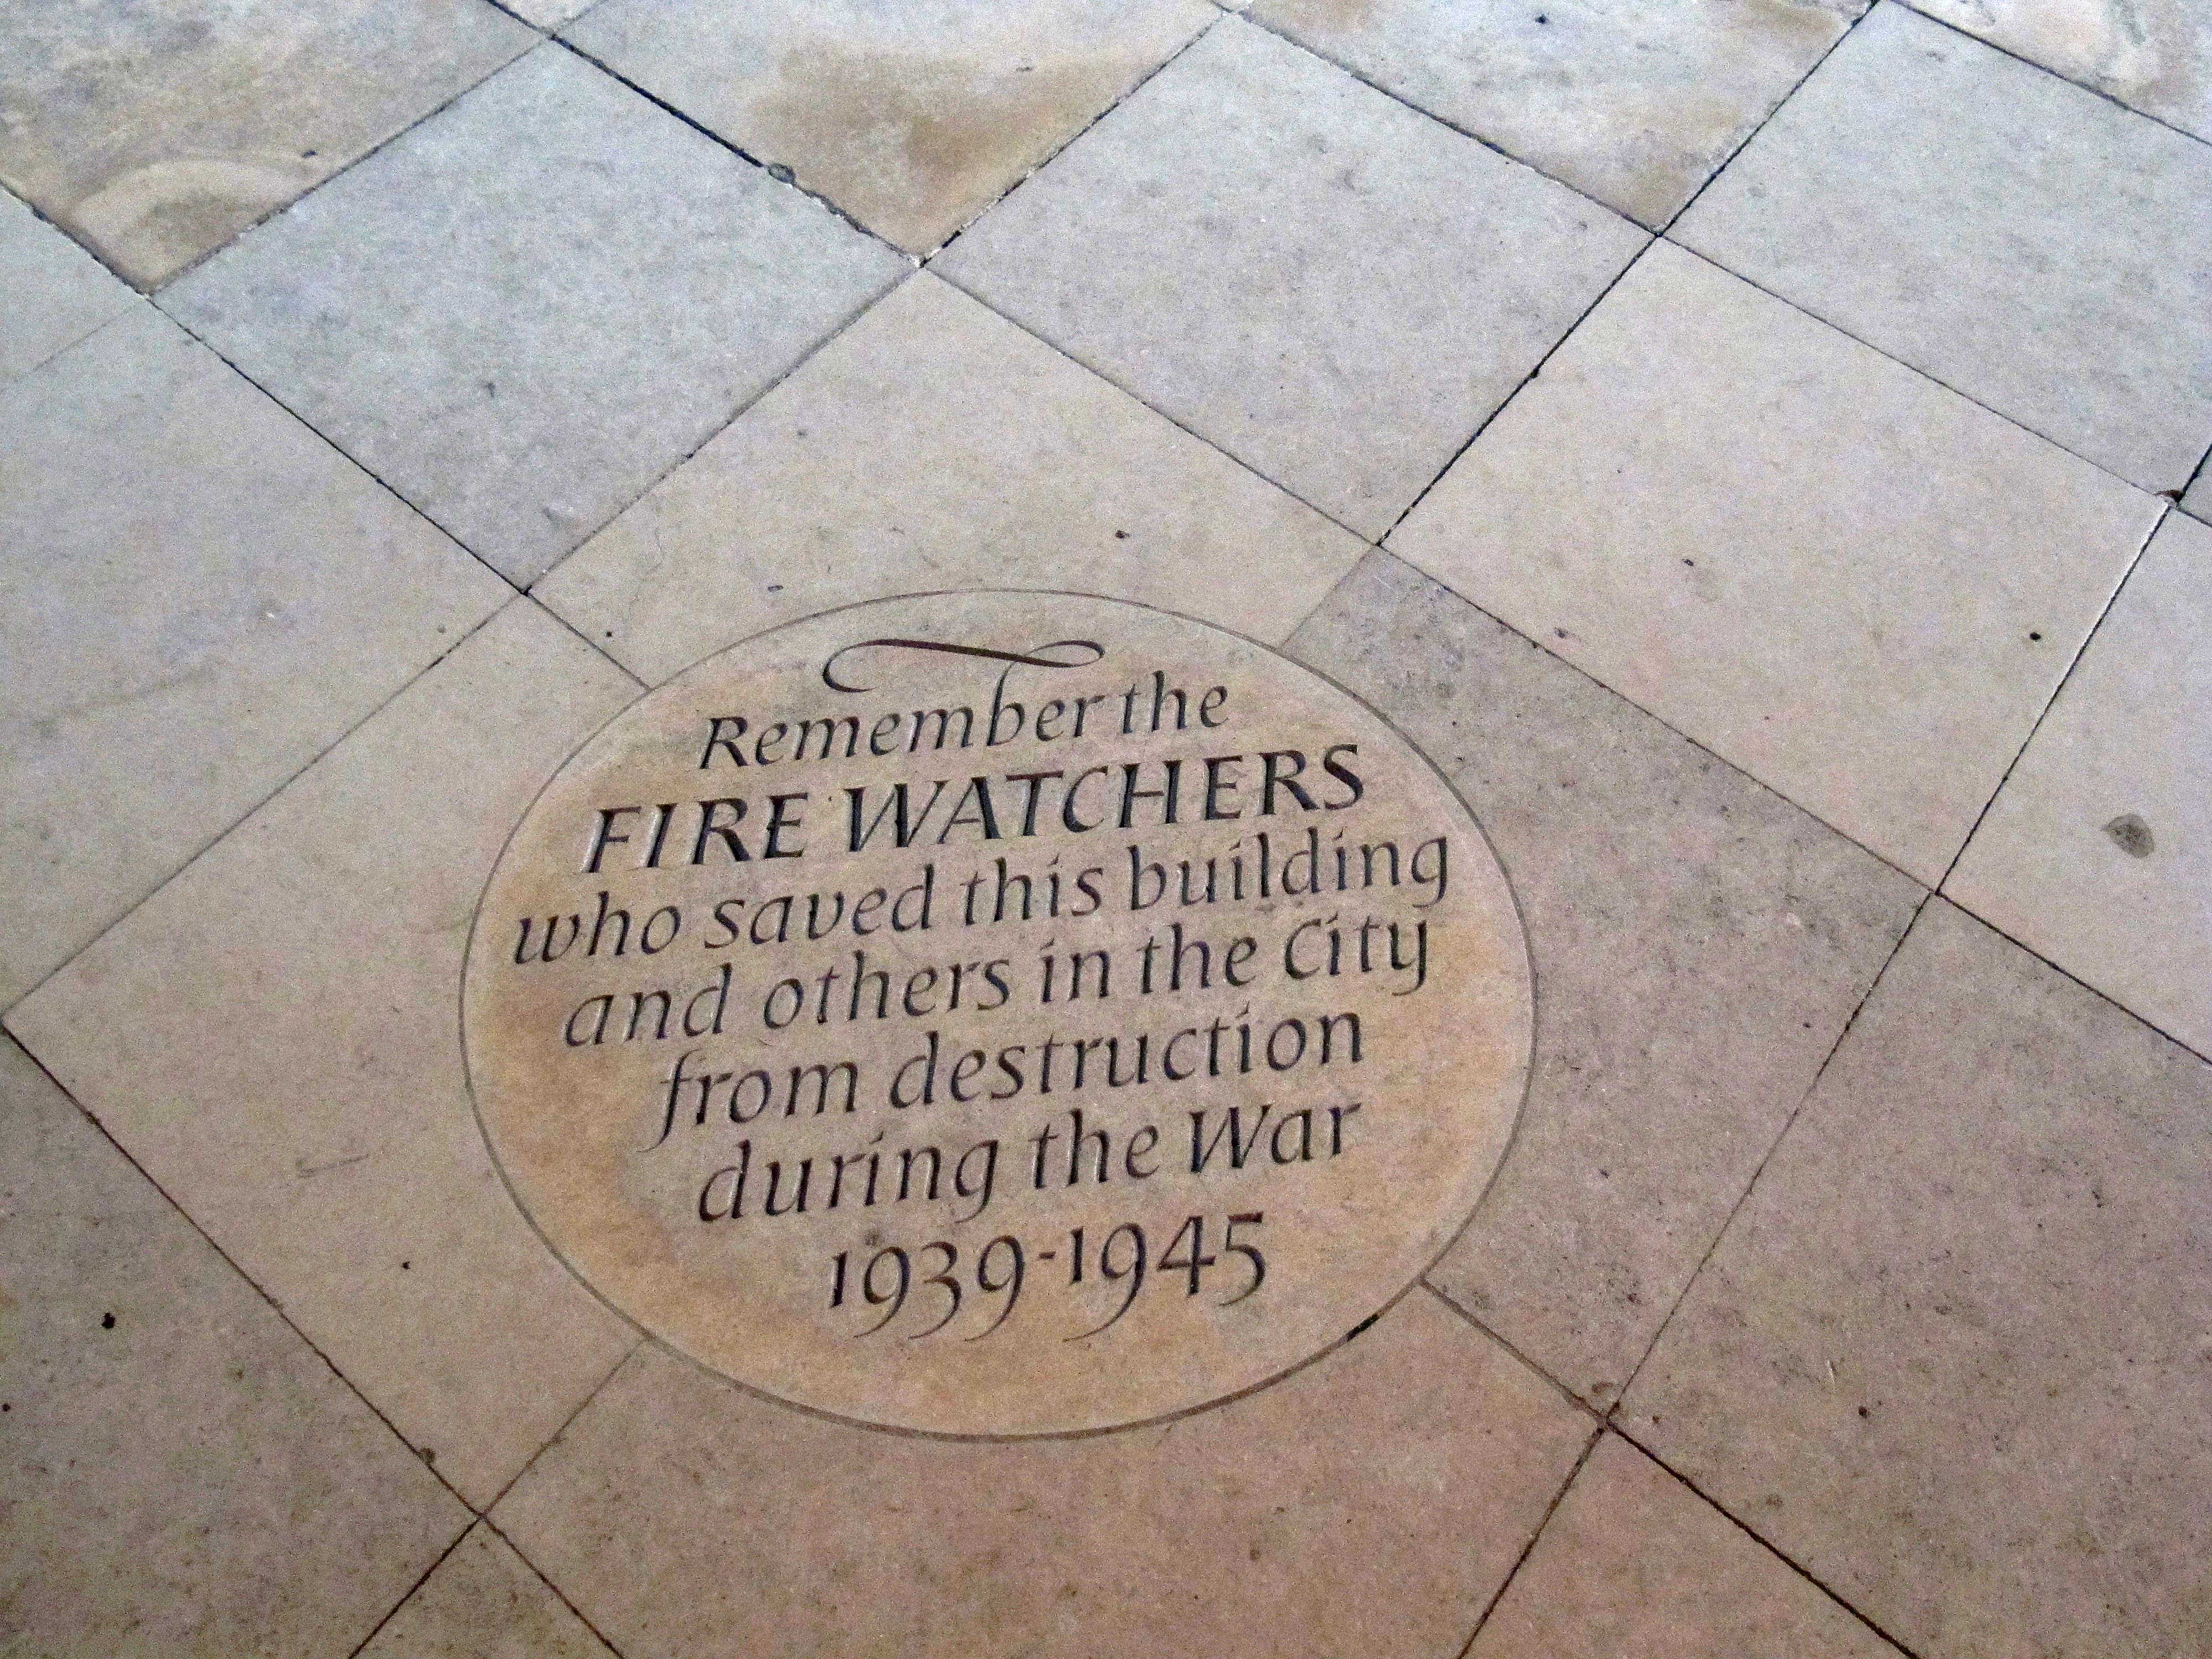 Remember the
FIRE WATCHERS
who saved this building
and others in the City
from destruction
during the War
1939-1945